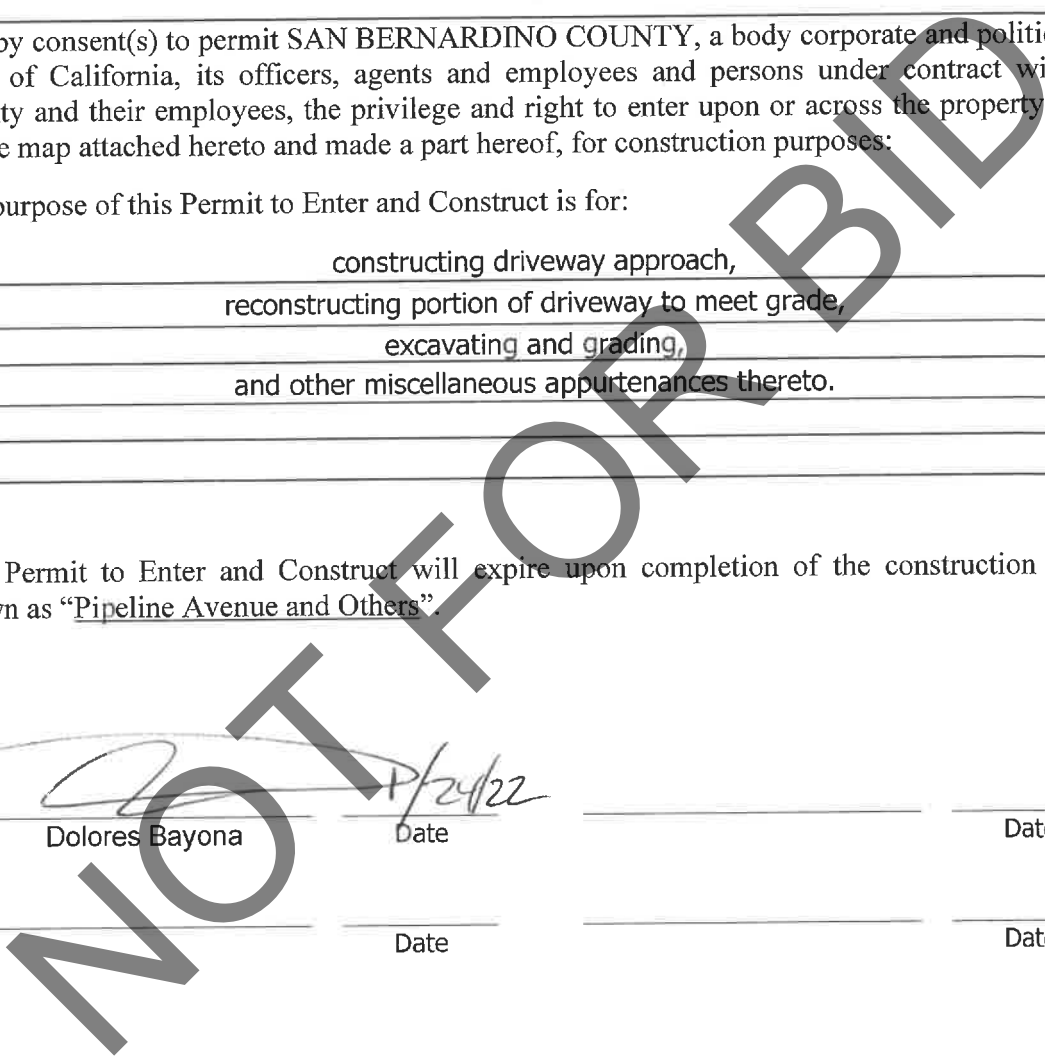 by consent(s) to permit SAN BERNARDINO COUNTY, a body corporate and politi
of California, its officers, agents and employees and persons under contract wi
ty and their employees, the privilege and right to enter upon or across the property
e map attached hereto and made a part hereof, for construction purposes:
purpose of this Permit to Enter and Construct is for:
constructing driveway approach,
reconstructing portion of driveway to meet grade,
excavating and grading,
and other miscellaneous appurtenances thereto.
Permit to Enter and Construct will expire upon completion of the construction
n as “Pipeline Avenue and Others”.
/24/22
Dolores Bayona Date Dat
Date Dat
NOT FOR BID